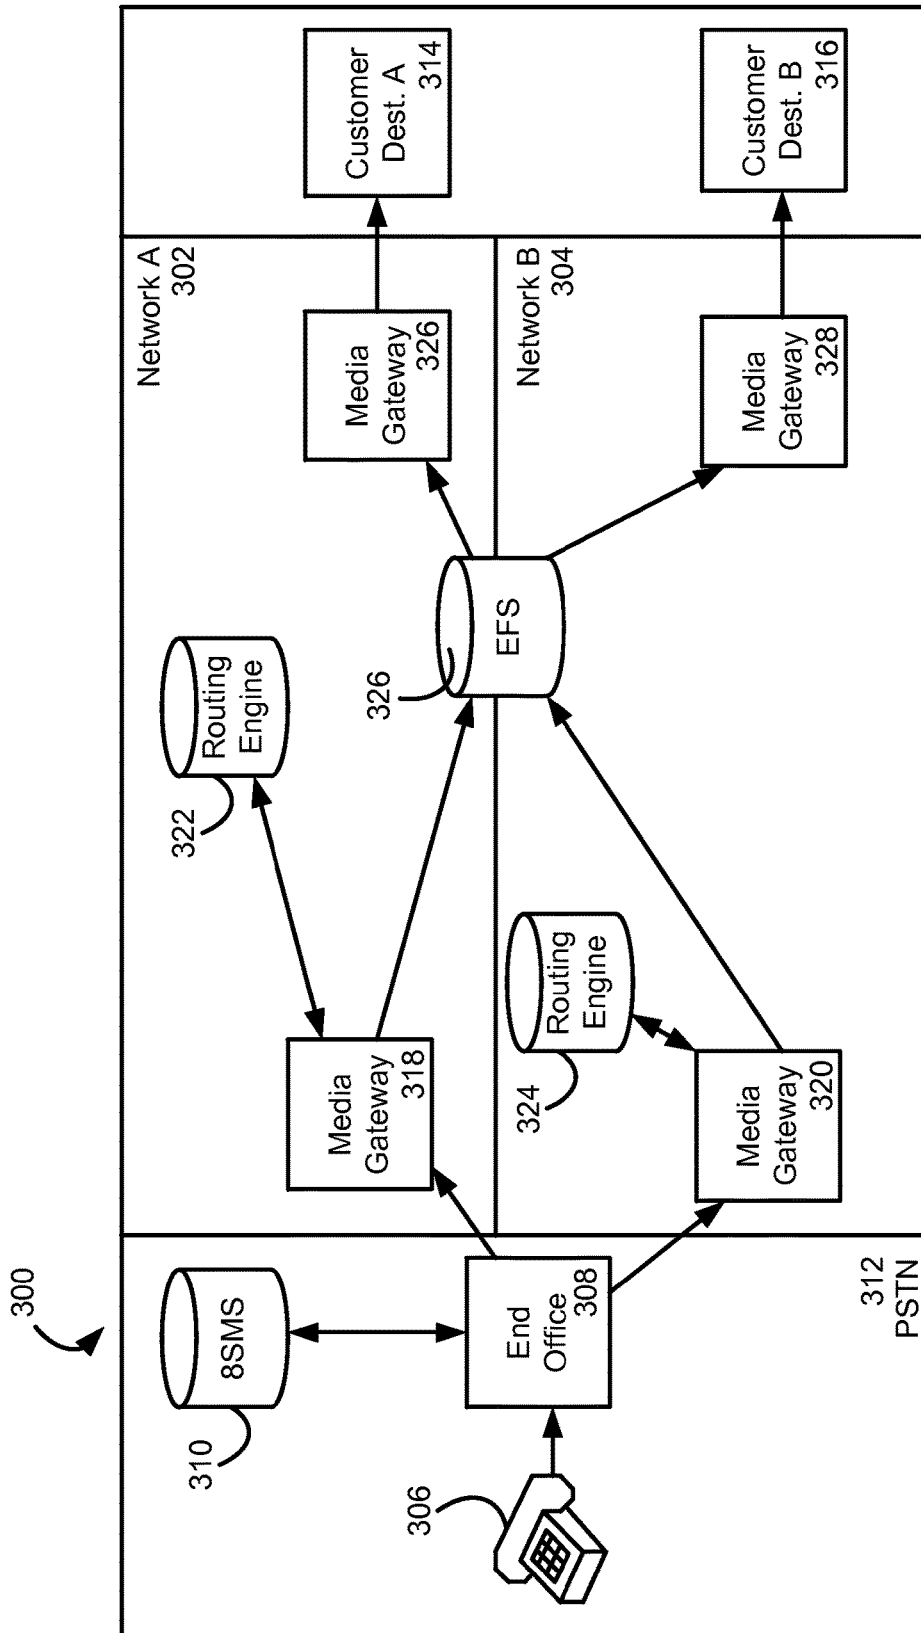 300
310
8SMS
306
End
Office
308
312
PSTN
Network A
302
322
Routing
Engine
Media
Gateway
318
326
EFS
Media
Gateway
326
Customer
Dest. A
314
Network B
304
324
Routing
Engine
Media
Gateway
320
Media
Gateway
328
Customer
Dest. B
316